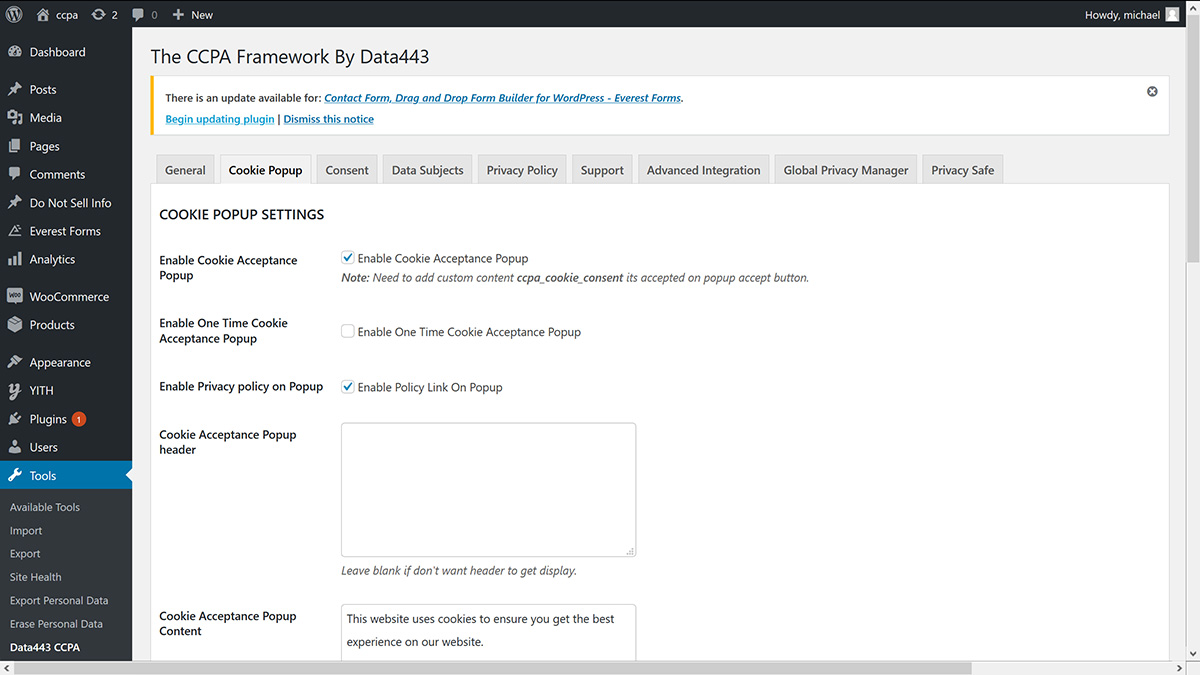 ccpa 2 0 New Howdy, michael
Dashboard
Posts
Media
Pages
Comments
Do Not Sell Info
Everest Forms
Analytics
WOO WooCommerce
Products
Appearance
YITH
Plugins 1
Users
Tools
Available Tools
Import
Export
Site Health
Export Personal Data
Erase Personal Data
Data443 CCPA
The CCPA Framework By Data443
There is an update available for: Contact Form, Drag and Drop Form Builder for WordPress - Everest Forms.
Begin updating plugin | Dismiss this notice
General Cookie Popup Consent Data Subjects Privacy Policy Support Advanced Integration Global Privacy Manager Privacy Safe
COOKIE POPUP SETTINGS
Enable Cookie Acceptance
Popup
Enable Cookie Acceptance Popup
Note: Need to add custom content ccpa_cookie_consent its accepted on popup accept button.
Enable One Time Cookie
Acceptance Popup
Enable One Time Cookie Acceptance Popup
Enable Privacy policy on Popup
Enable Policy Link On Popup
Cookie Acceptance Popup
header
Leave blank if don't want header to get display.
Cookie Acceptance Popup
Content
This website uses cookies to ensure you get the best
experience on our website.